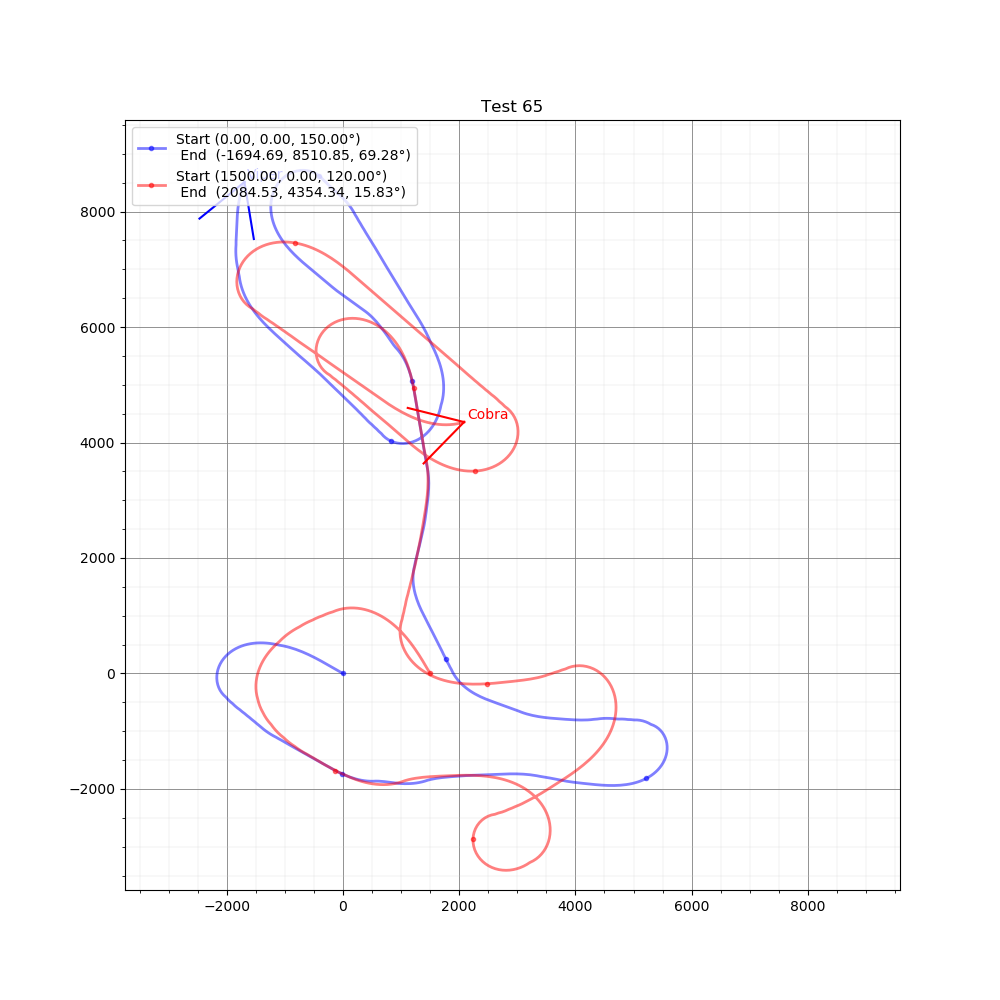 Test 65
Start (0.00, 0.00, 150.00°)
End (-1694.69, 8510.85, 69.28°)
Start (1500.00, 0.00, 120.00°)
End (2084.53, 4354.34, 15.83°)
8000
6000
Cobra
4000
2000
0
−2000
−2000 0 2000 4000 6000 8000